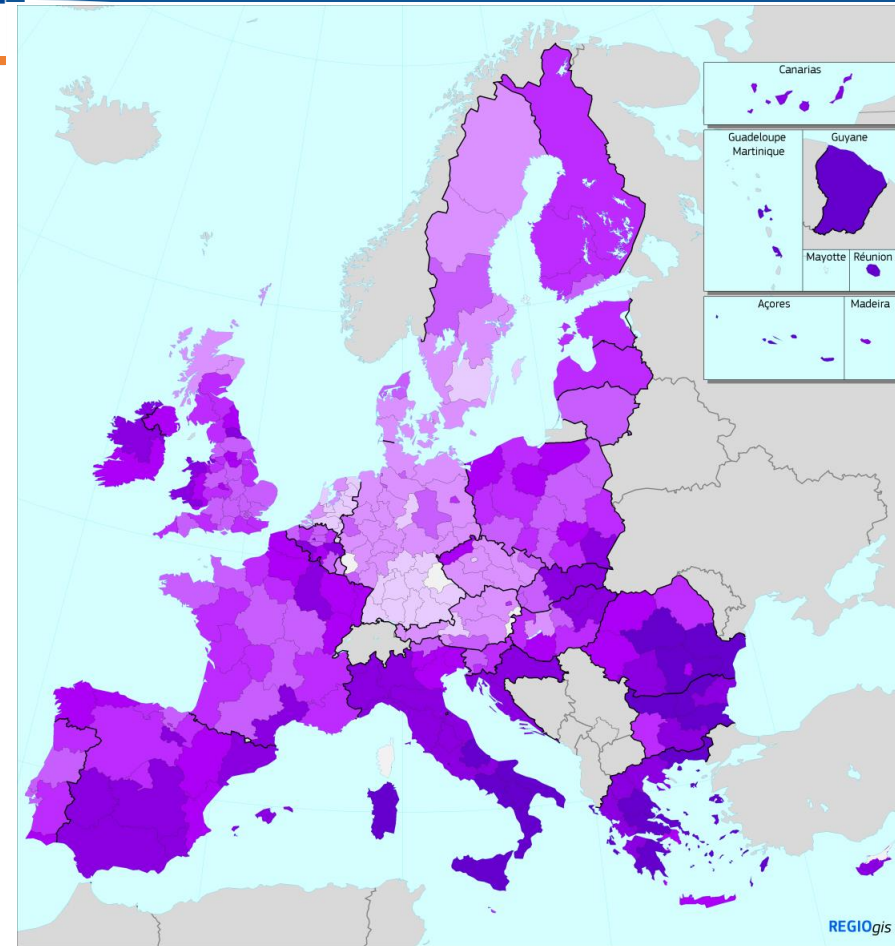 Canarias
Guadeloupe
Martinique
Guyane
Mayotte
Réunion
Açores
Madeira
REGIOgis